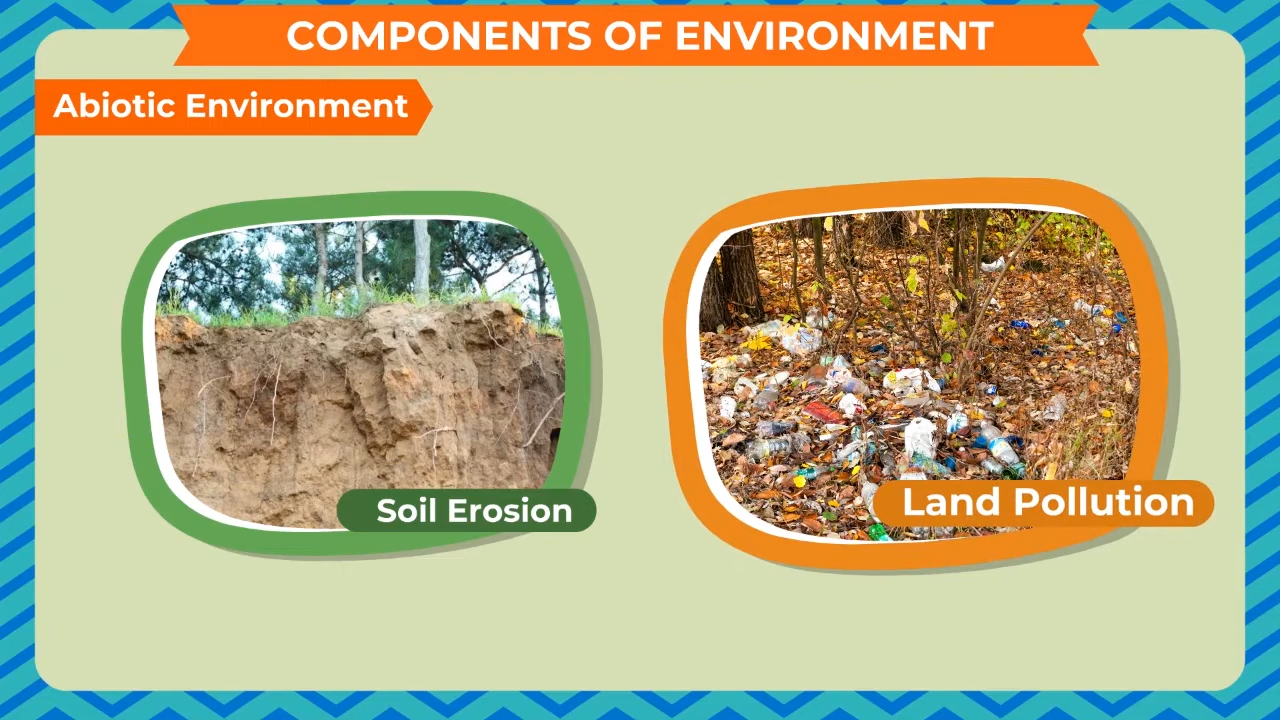 COMPONENTS OF ENVIRONMENT
Abiotic Environment
Soil Erosion
Land Pollution